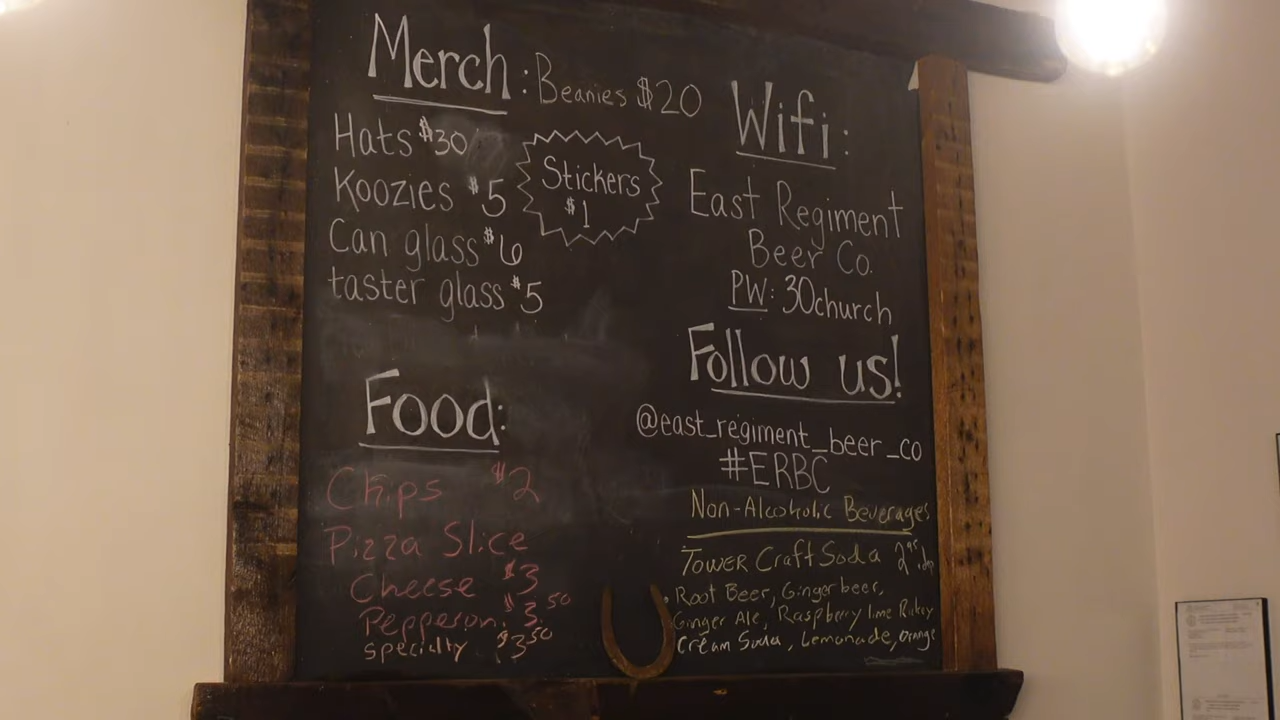 Merch: Beanies $20
Hats $30
Koozies $5
Can glass $6
taster glass $5
Stickers
$1
Food:
Chips $2
Pizza Slice
Cheese $3
Pepperoni $3.50
specialty $3.50
Wifi:
East Regiment
Beer Co.
PW: 30church
Follow us!
@east_regiment_beer_co
#ERBC
Non-Alcoholic Beverages
Tower Craft Soda 2
Root Beer, Ginger beer,
Ginger Ale, Raspberry lime Rickey
Cream Soda, Lemonade, Orange